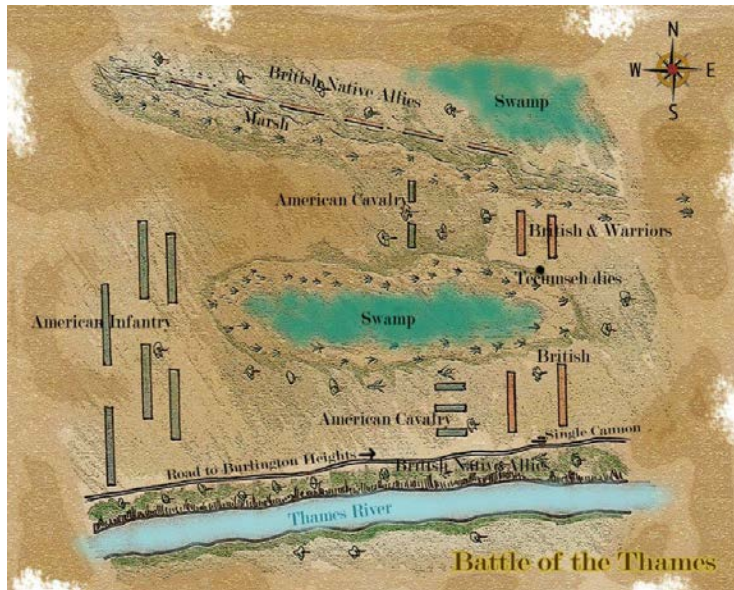 N
British Native Allies
Swamp
W E
S
Marsh
American Cavalry
British & Warriors
Tecumseh dies
American Infantry
Swamp
British
American Cavalry
Single Cannon
Road to Burlington Heights
British Native Allies
Thames River
Battle of the Thames